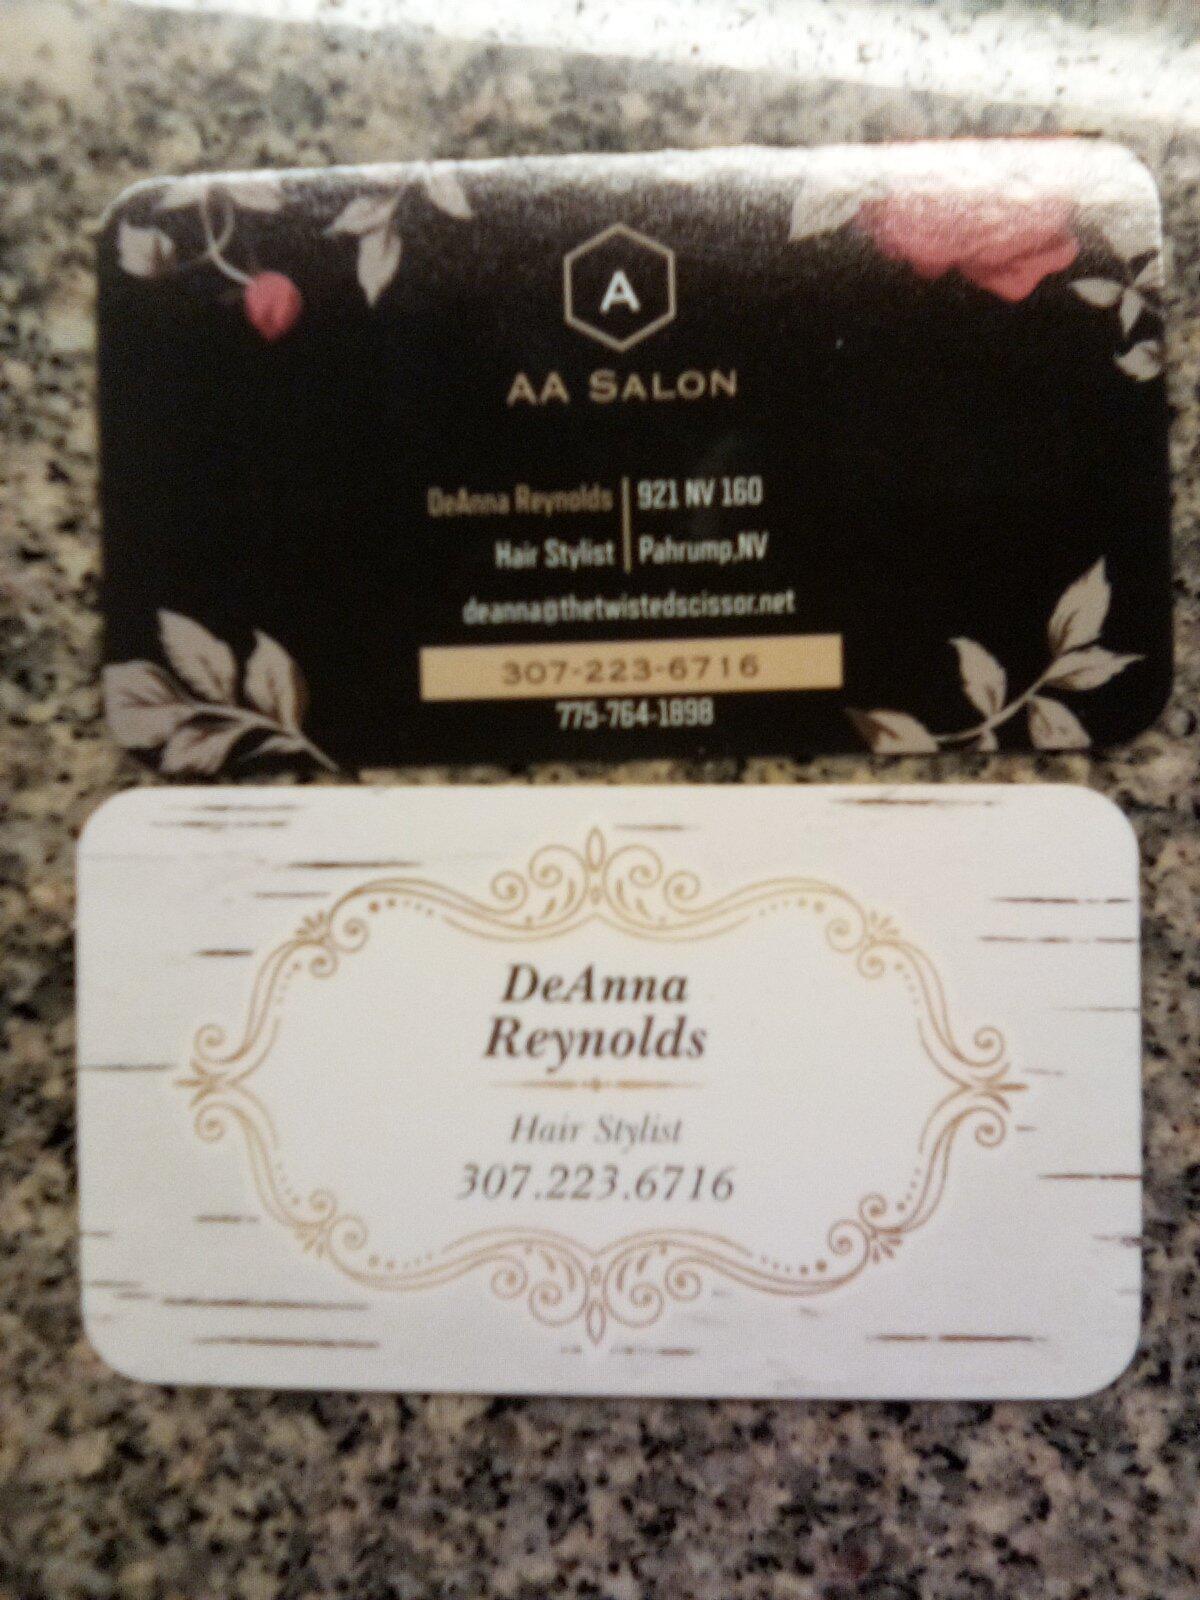 A
AA SALON
DeAnna Reynolds
Hair Stylist
921 NV 160
Pahrump,NV
deanna@thetwistedscissor.net
307-223-6716
775-764-1898
DeAnna
Reynolds
Hair Stylist
307.223.6716